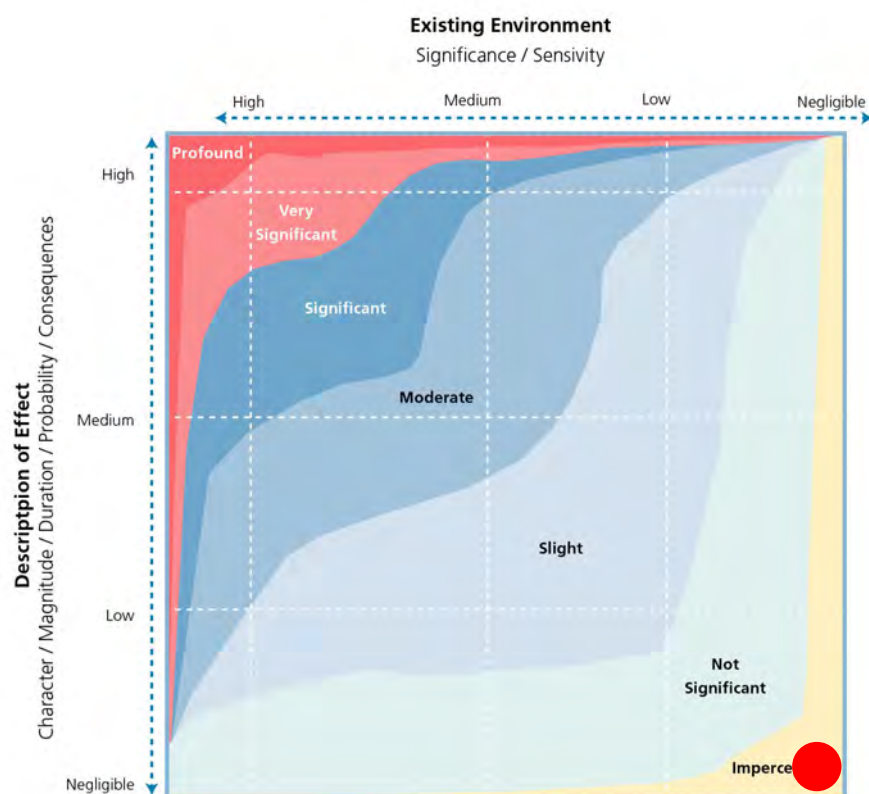 Existing Environment
Significance / Sensivity
High
Medium
Low
Negligible
Descriptpion of Effect
Character / Magnitude / Duration / Probability / Consequences
High
Medium
Low
Negligible
Profound
Very
Significant
Significant
Moderate
Slight
Not
Significant